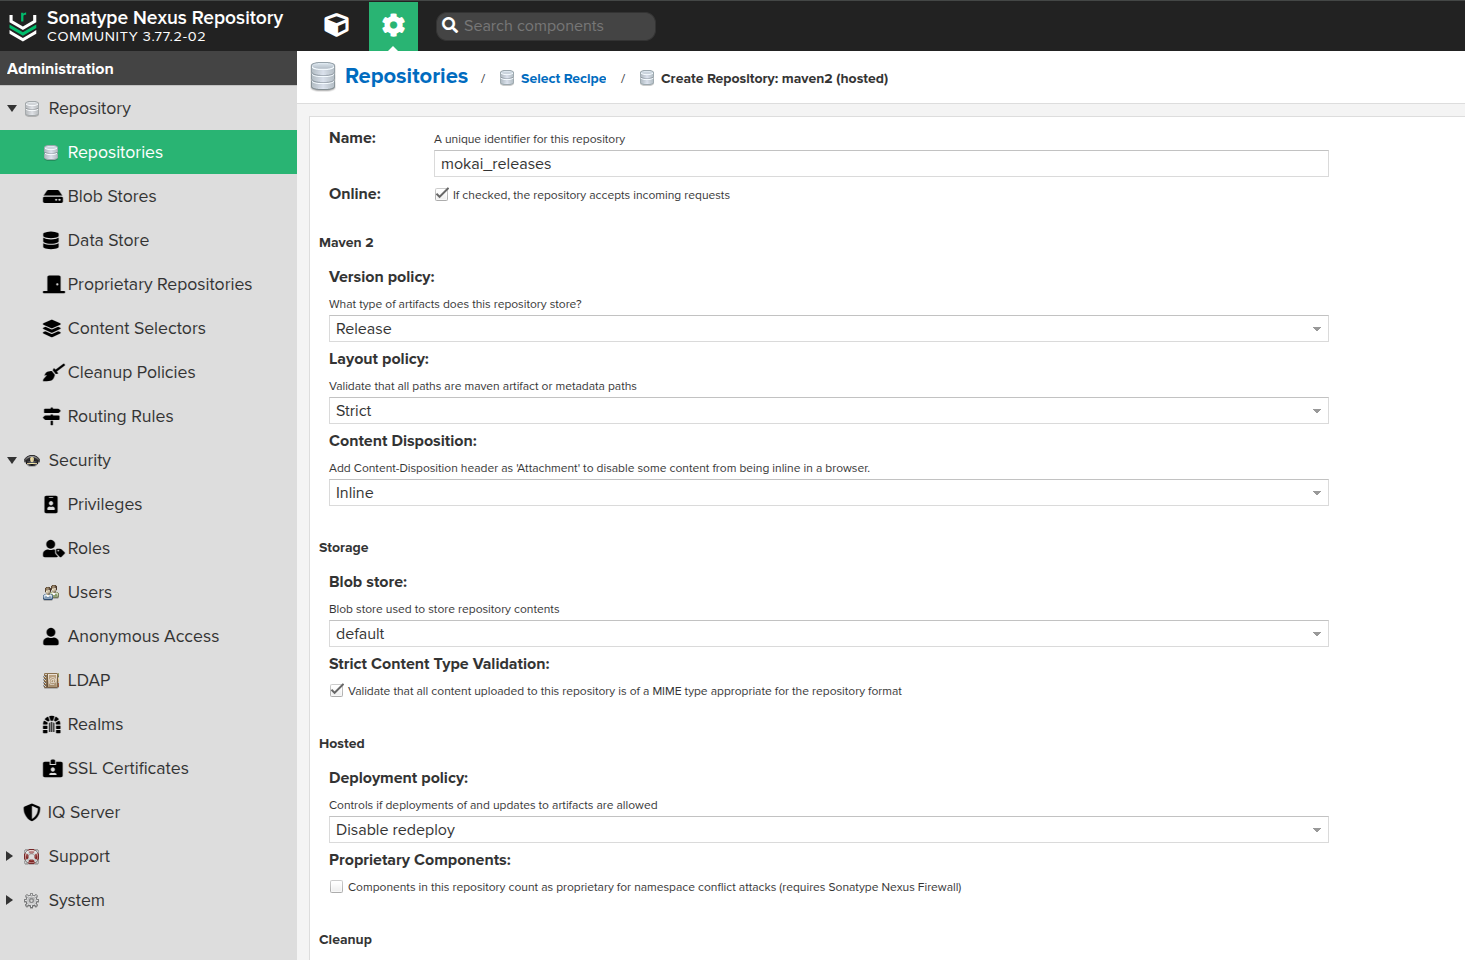 Sonatype Nexus Repository
COMMUNITY 3.77.2-02
Search components
Administration
Repository
Repositories
Blob Stores
Data Store
Proprietary Repositories
Content Selectors
Cleanup Policies
Routing Rules
Security
Privileges
Roles
Users
Anonymous Access
LDAP
Realms
SSL Certificates
IQ Server
Support
System
Repositories / Select Recipe / Create Repository: maven2 (hosted)
Name: A unique identifier for this repository
mokai_releases
Online: If checked, the repository accepts incoming requests
Maven 2
Version policy:
What type of artifacts does this repository store?
Release
Layout policy:
Validate that all paths are maven artifact or metadata paths
Strict
Content Disposition:
Add Content-Disposition header as 'Attachment' to disable some content from being inline in a browser.
Inline
Storage
Blob store:
Blob store used to store repository contents
default
Strict Content Type Validation:
Validate that all content uploaded to this repository is of a MIME type appropriate for the repository format
Hosted
Deployment policy:
Controls if deployments of and updates to artifacts are allowed
Disable redeploy
Proprietary Components:
Components in this repository count as proprietary for namespace conflict attacks (requires Sonatype Nexus Firewall)
Cleanup